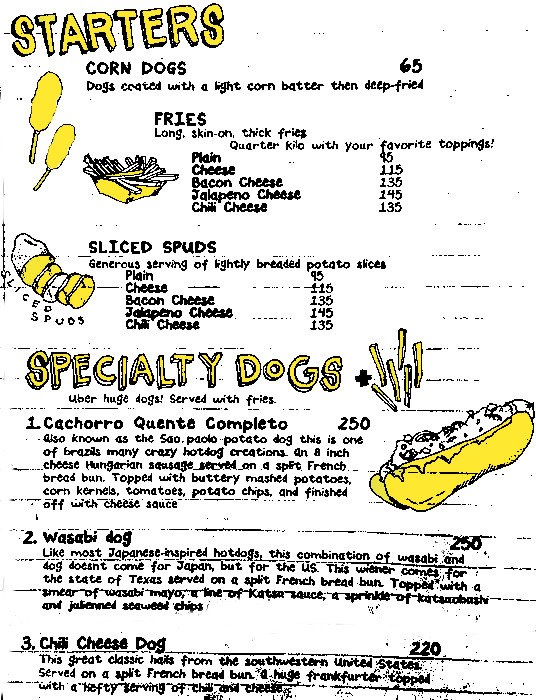 STARTERS
CORN DOGS 65
Dogs coated with a light corn batter then deep-fried
FRIES
Long, skin-on, thick fries
Quarter kilo with your favorite toppings!
Plain 95
Cheese 115
Bacon Cheese 135
Jalapeno Cheese 145
Chili Cheese 135
SLICED SPUDS
Generous serving of lightly breaded potato slices
Plain 95
Cheese 115
Bacon Cheese 135
Jalapeno Cheese 145
Chili Cheese 135
SLICED
SPUDS
SPECIALTY DOGS +
Uber huge dogs! Served with fries.
1. Cachorro Quente Completo 250
Also known as the Sao paolo potato dog this is one
of brazils many crazy hotdog creations. An 8 inch
cheese Hungarian sausage served on a split French
bread bun. Topped with buttery mashed potatoes,
corn kernels, tomatoes, potato chips, and finished
off with cheese sauce
2. Wasabi dog 250
Like most Japanese-inspired hotdogs, this combination of wasabi and
dog doesnt come for Japan, but for the US. This wiener comes for
the state of Texas served on a split French bread bun. Topped with a
smear of wasabi mayo, a line of Katsu sauce, a sprinkle of katsuobushi
and julienned seaweed chips
3. Chili Cheese Dog 220
This great classic hails from the southwestern United States.
Served on a split French bread bun. a huge frankfurter topped
with a hefty serving of chili and cheese